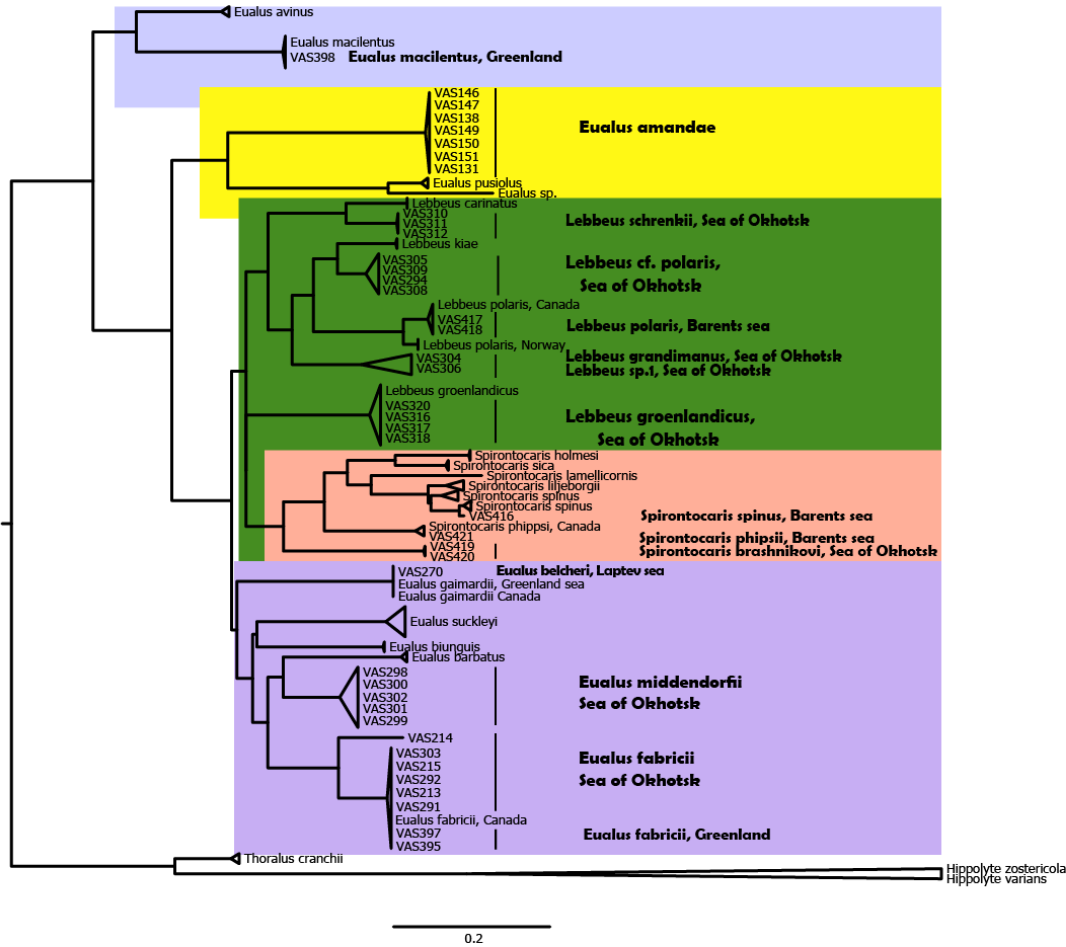 Eualus avinus
Eualus macilentus
VAS398 Eualus macilentus, Greenland
VAS146
VAS147
VAS138
VAS149
VAS150
VAS151
VAS131
Eualus amandae
Eualus pusiolus
Eualus sp.
Lebbeus carinatus
VAS310
VAS311
VAS312
Lebbeus schrenkii, Sea of Okhotsk
Lebbeus kiae
VAS305
VAS309
VAS294
VAS308
Lebbeus cf. polaris,
Sea of Okhotsk
Lebbeus polaris, Canada
VAS417
VAS418
Lebbeus polaris, Barents sea
Lebbeus polaris, Norway
VAS304
VAS306
Lebbeus grandimanus, Sea of Okhotsk
Lebbeus sp.1, Sea of Okhotsk
Lebbeus groenlandicus
VAS320
VAS316
VAS317
VAS318
Lebbeus groenlandicus,
Sea of Okhotsk
Spirontocaris holmesi
Spirontocaris sica
Spirontocaris lamellicornis
Spirontocaris liljeborgii
Spirontocaris spinus
Spirontocaris spinus
VAS416
Spirontocaris spinus, Barents sea
Spirontocaris phippsi, Canada
VAS421
Spirontocaris phipsii, Barents sea
VAS419
VAS420
Spirontocaris brashnikovi, Sea of Okhotsk
VAS270
Eualus belcheri, Laptev sea
Eualus gaimardii, Greenland sea
Eualus gaimardii Canada
Eualus suckleyi
Eualus biunguis
Eualus barbatus
VAS298
VAS300
VAS302
VAS301
VAS299
Eualus middendorfii
Sea of Okhotsk
VAS214
VAS303
VAS215
VAS292
VAS213
VAS291
Eualus fabricii
Sea of Okhotsk
Eualus fabricii, Canada
VAS397
VAS395
Eualus fabricii, Greenland
Thoralus cranchii
Hippolyte zostericola
Hippolyte varians
0.2